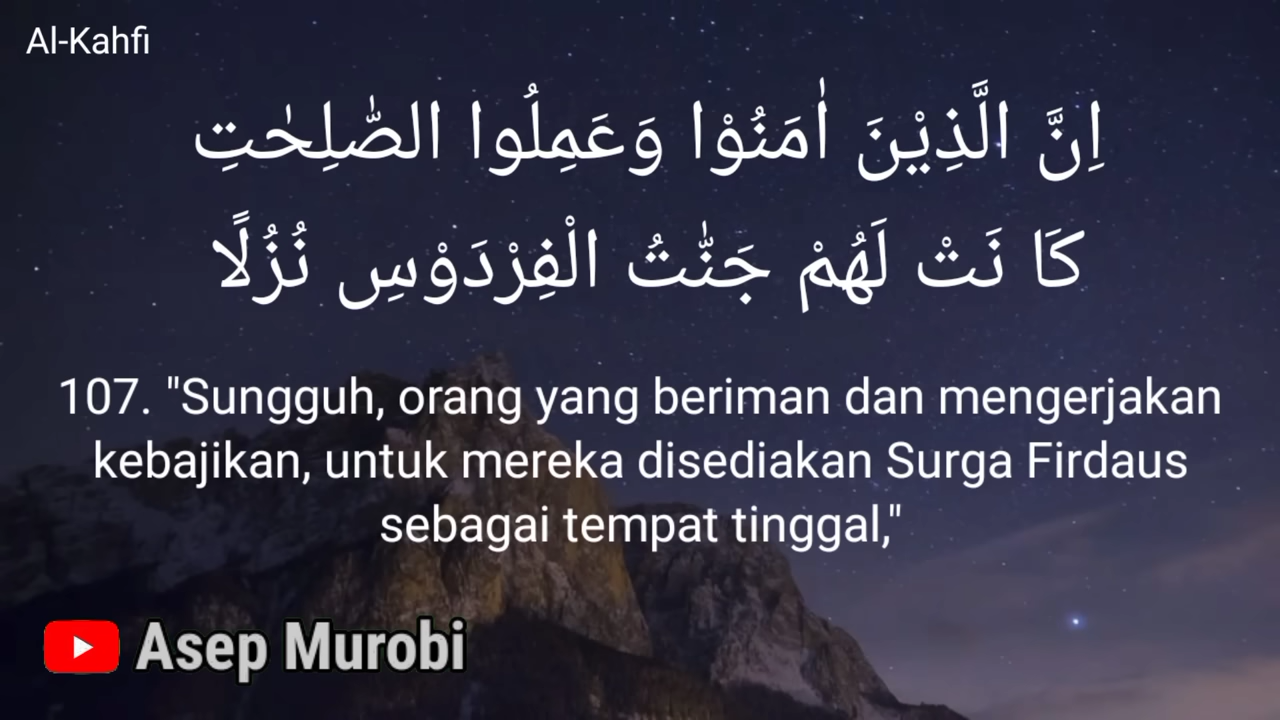 Al-Kahfi
اِنَّ الَّذِيْنَ اٰمَنُوْا وَعَمِلُوا الصّٰلِحٰتِ
كَا نَتْ لَهُمْ جَنّٰتُ الْفِرْدَوْسِ نُزُلًا
107. "Sungguh, orang yang beriman dan mengerjakan
kebajikan, untuk mereka disediakan Surga Firdaus
sebagai tempat tinggal,"
Asep Murobi